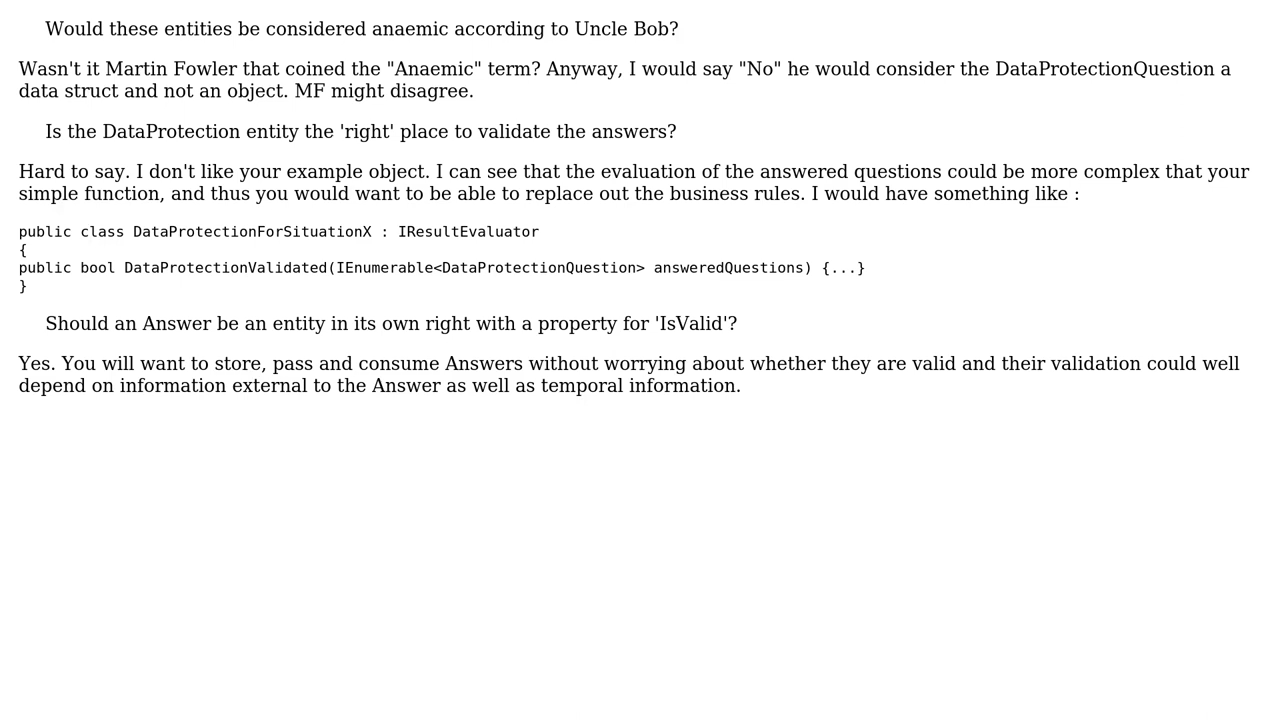 Would these entities be considered anaemic according to Uncle Bob?
Wasn't it Martin Fowler that coined the "Anaemic" term? Anyway, I would say "No" he would consider the DataProtectionQuestion a
data struct and not an object. MF might disagree.
Is the DataProtection entity the 'right' place to validate the answers?
Hard to say. I don't like your example object. I can see that the evaluation of the answered questions could be more complex that your
simple function, and thus you would want to be able to replace out the business rules. I would have something like :
public class DataProtectionForSituationX : IResultEvaluator
{
public bool DataProtectionValidated(IEnumerable<DataProtectionQuestion> answeredQuestions) {...}
}
Should an Answer be an entity in its own right with a property for 'IsValid'?
Yes. You will want to store, pass and consume Answers without worrying about whether they are valid and their validation could well
depend on information external to the Answer as well as temporal information.